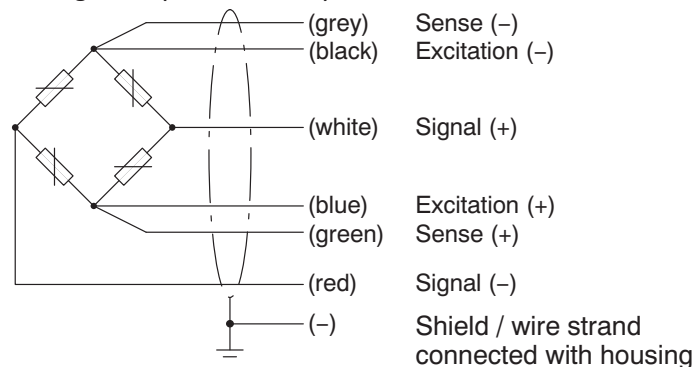 (grey) Sense (−)
(black) Excitation (−)
(white) Signal (+)
(blue) Excitation (+)
(green) Sense (+)
(red) Signal (−)
(−) Shield / wire strand
connected with housing